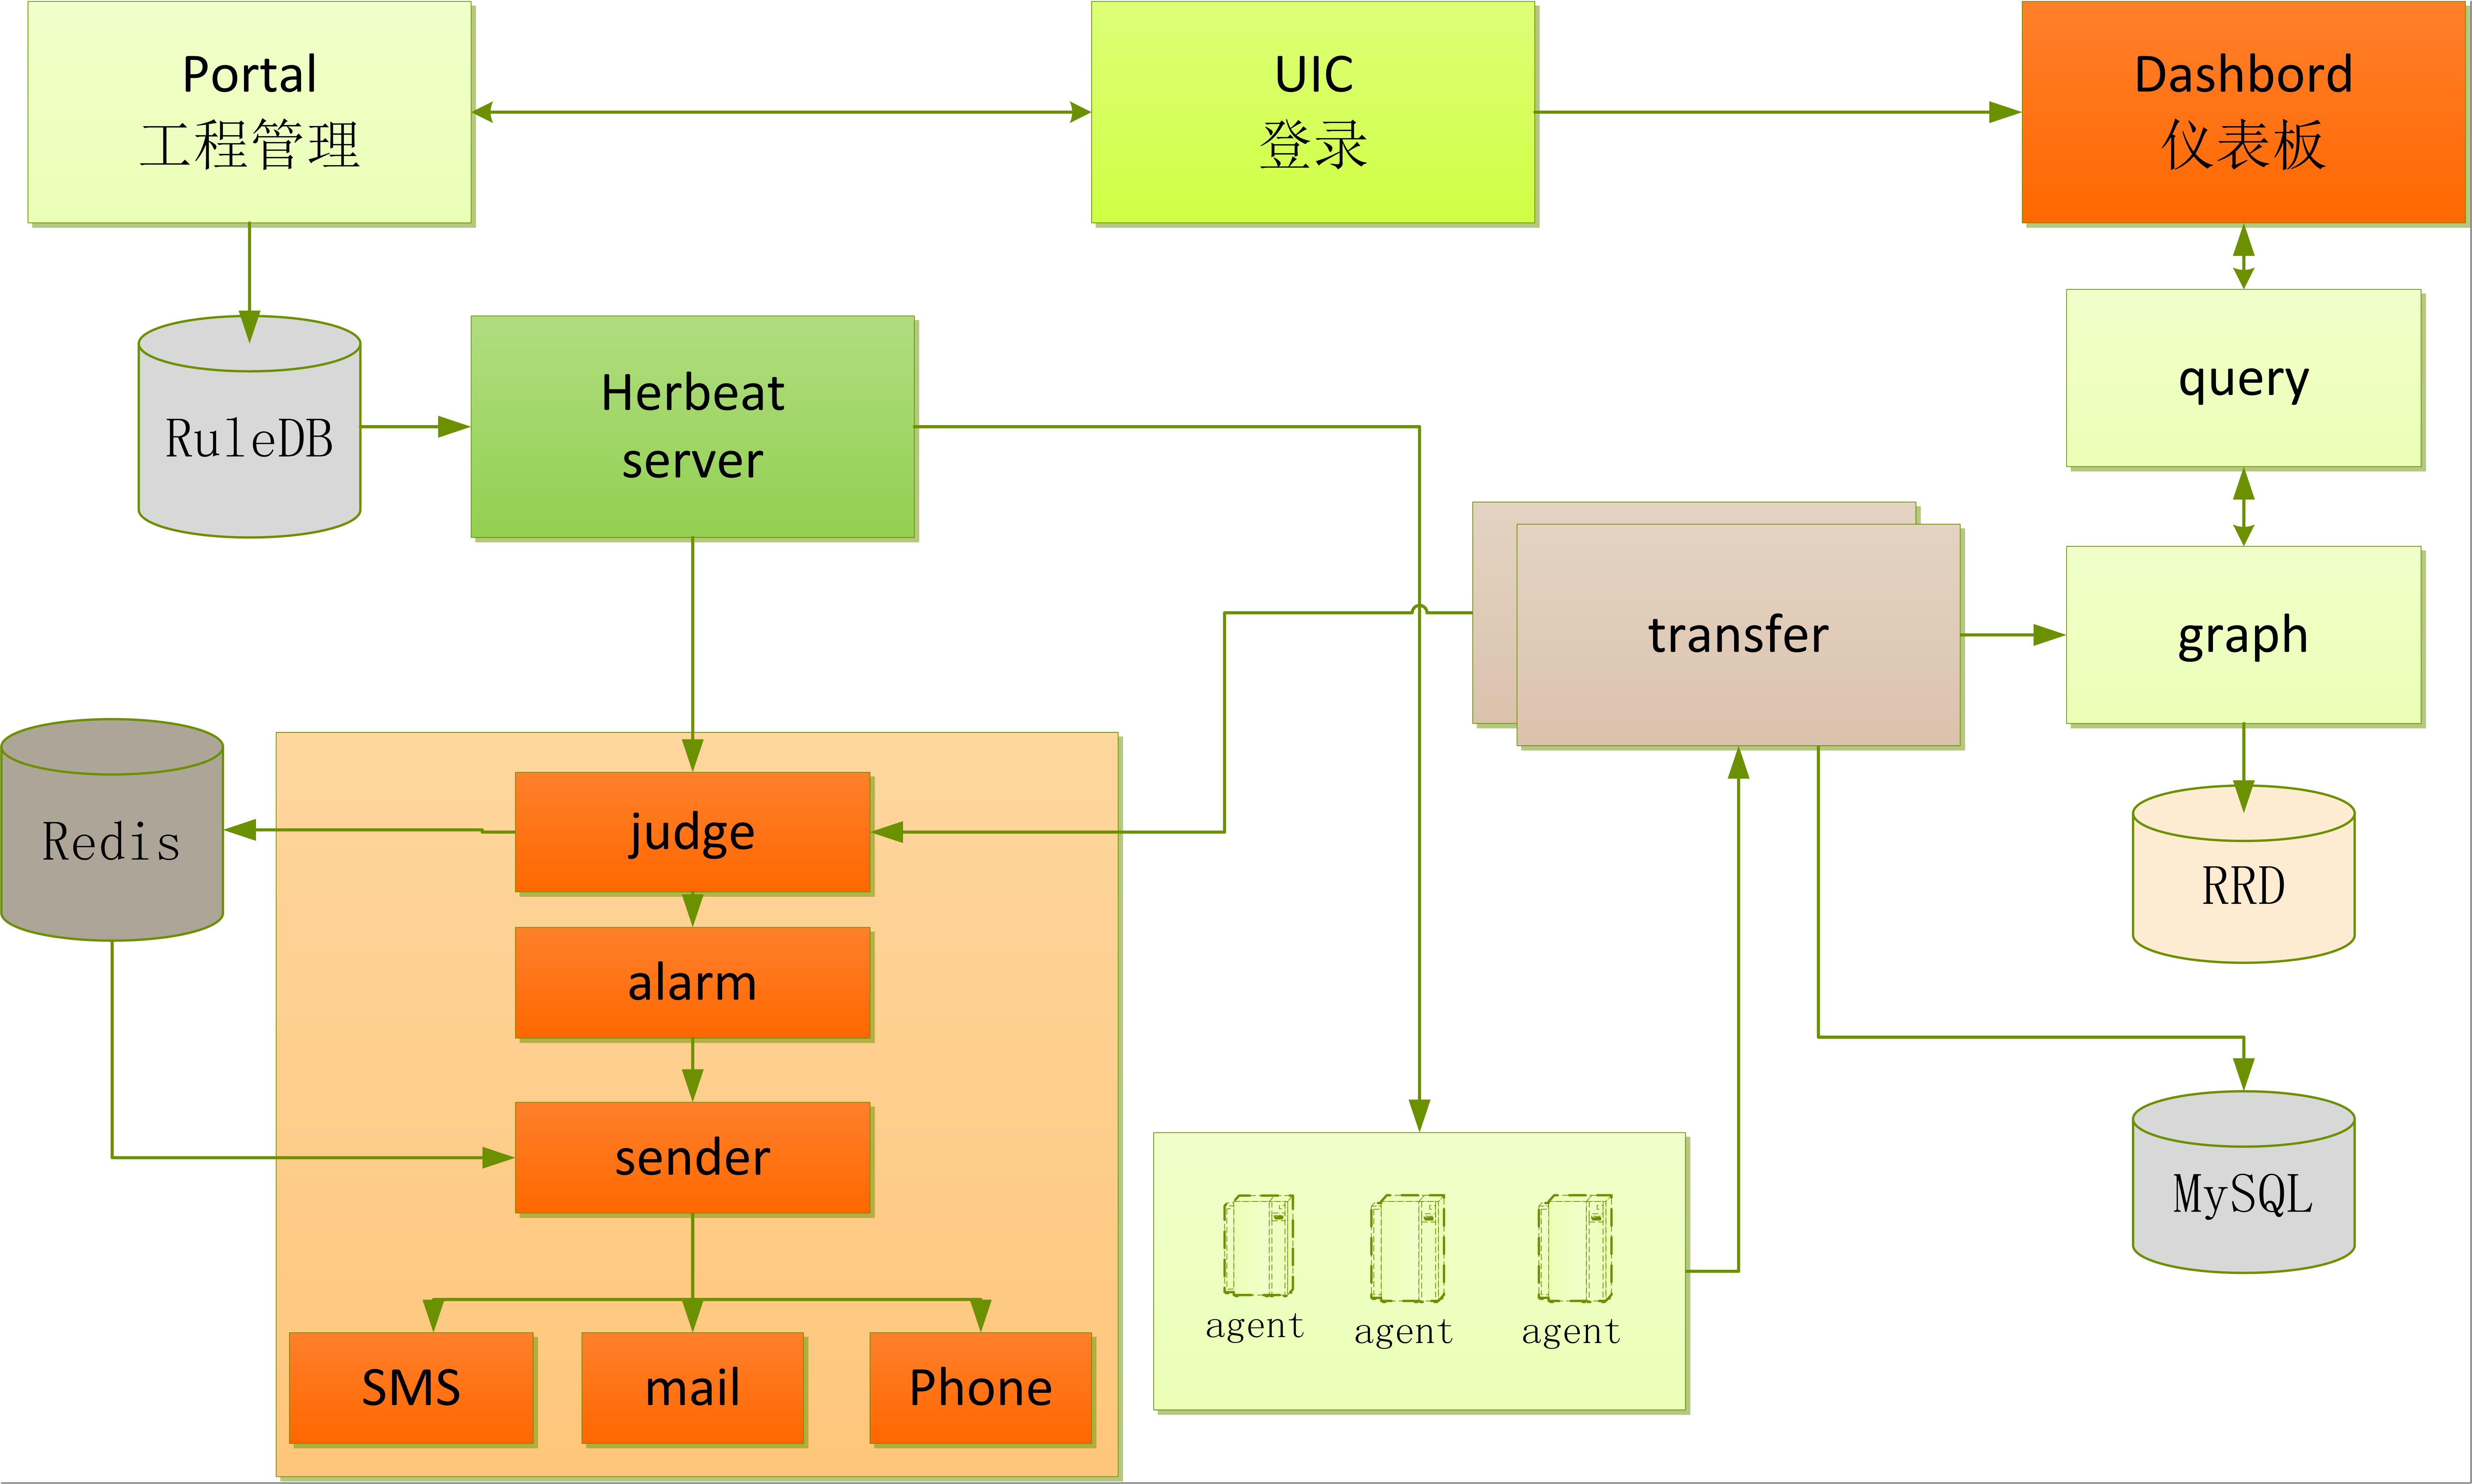 Portal
工程管理
UIC
登录
Dashbord
仪表板
RuleDB
Herbeat
server
query
transfer
graph
Redis
judge
RRD
alarm
sender
MySQL
agent
agent
agent
SMS
mail
Phone